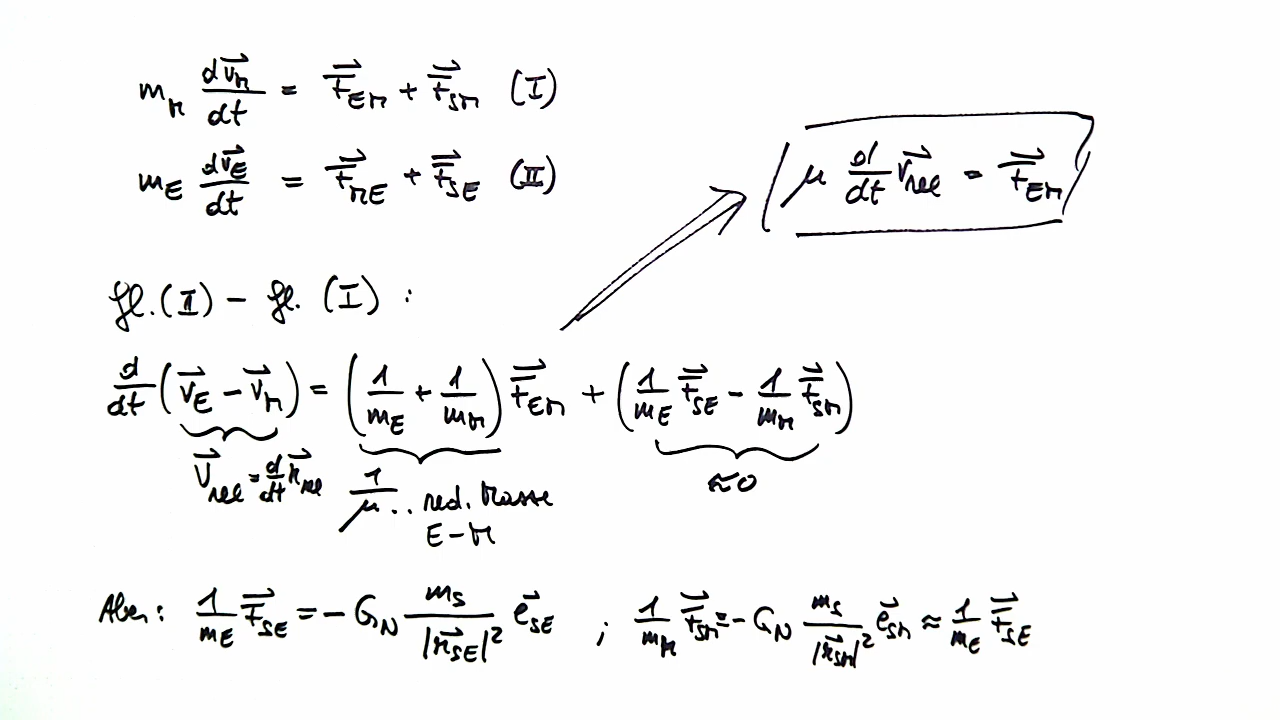 m_M dv⃗_M/dt = F⃗_EM + F⃗_SM (I)
m_E dv⃗_E/dt = F⃗_ME + F⃗_SE (II)
μ d/dt v⃗_rel = F⃗_EM
Gl. (II) – Gl. (I) :
d/dt (v⃗_E – v⃗_M) = (1/m_E + 1/m_M) F⃗_EM + (1/m_E F⃗_SE – 1/m_M F⃗_SM)
v⃗_rel = d/dt r⃗_rel 1/μ .. red. Masse ≈0
E–M
Aber: 1/m_E F⃗_SE = – G_N m_S/|r⃗_SE|² e⃗_SE ; 1/m_M F⃗_SM = – G_N m_S/|r⃗_SM|² e⃗_SM ≈ 1/m_E F⃗_SE